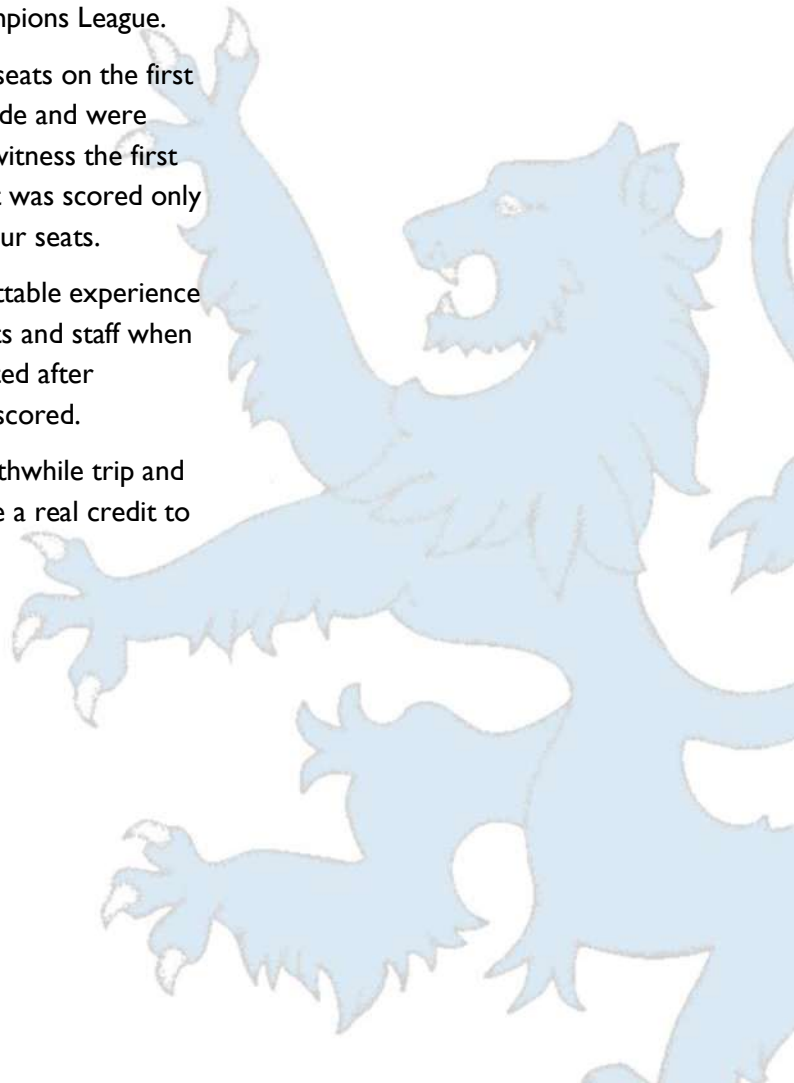 mpions League.
seats on the first
de and were
witness the first
t was scored only
ur seats.
ttable experience
ts and staff when
ed after
scored.
thwhile trip and
e a real credit to